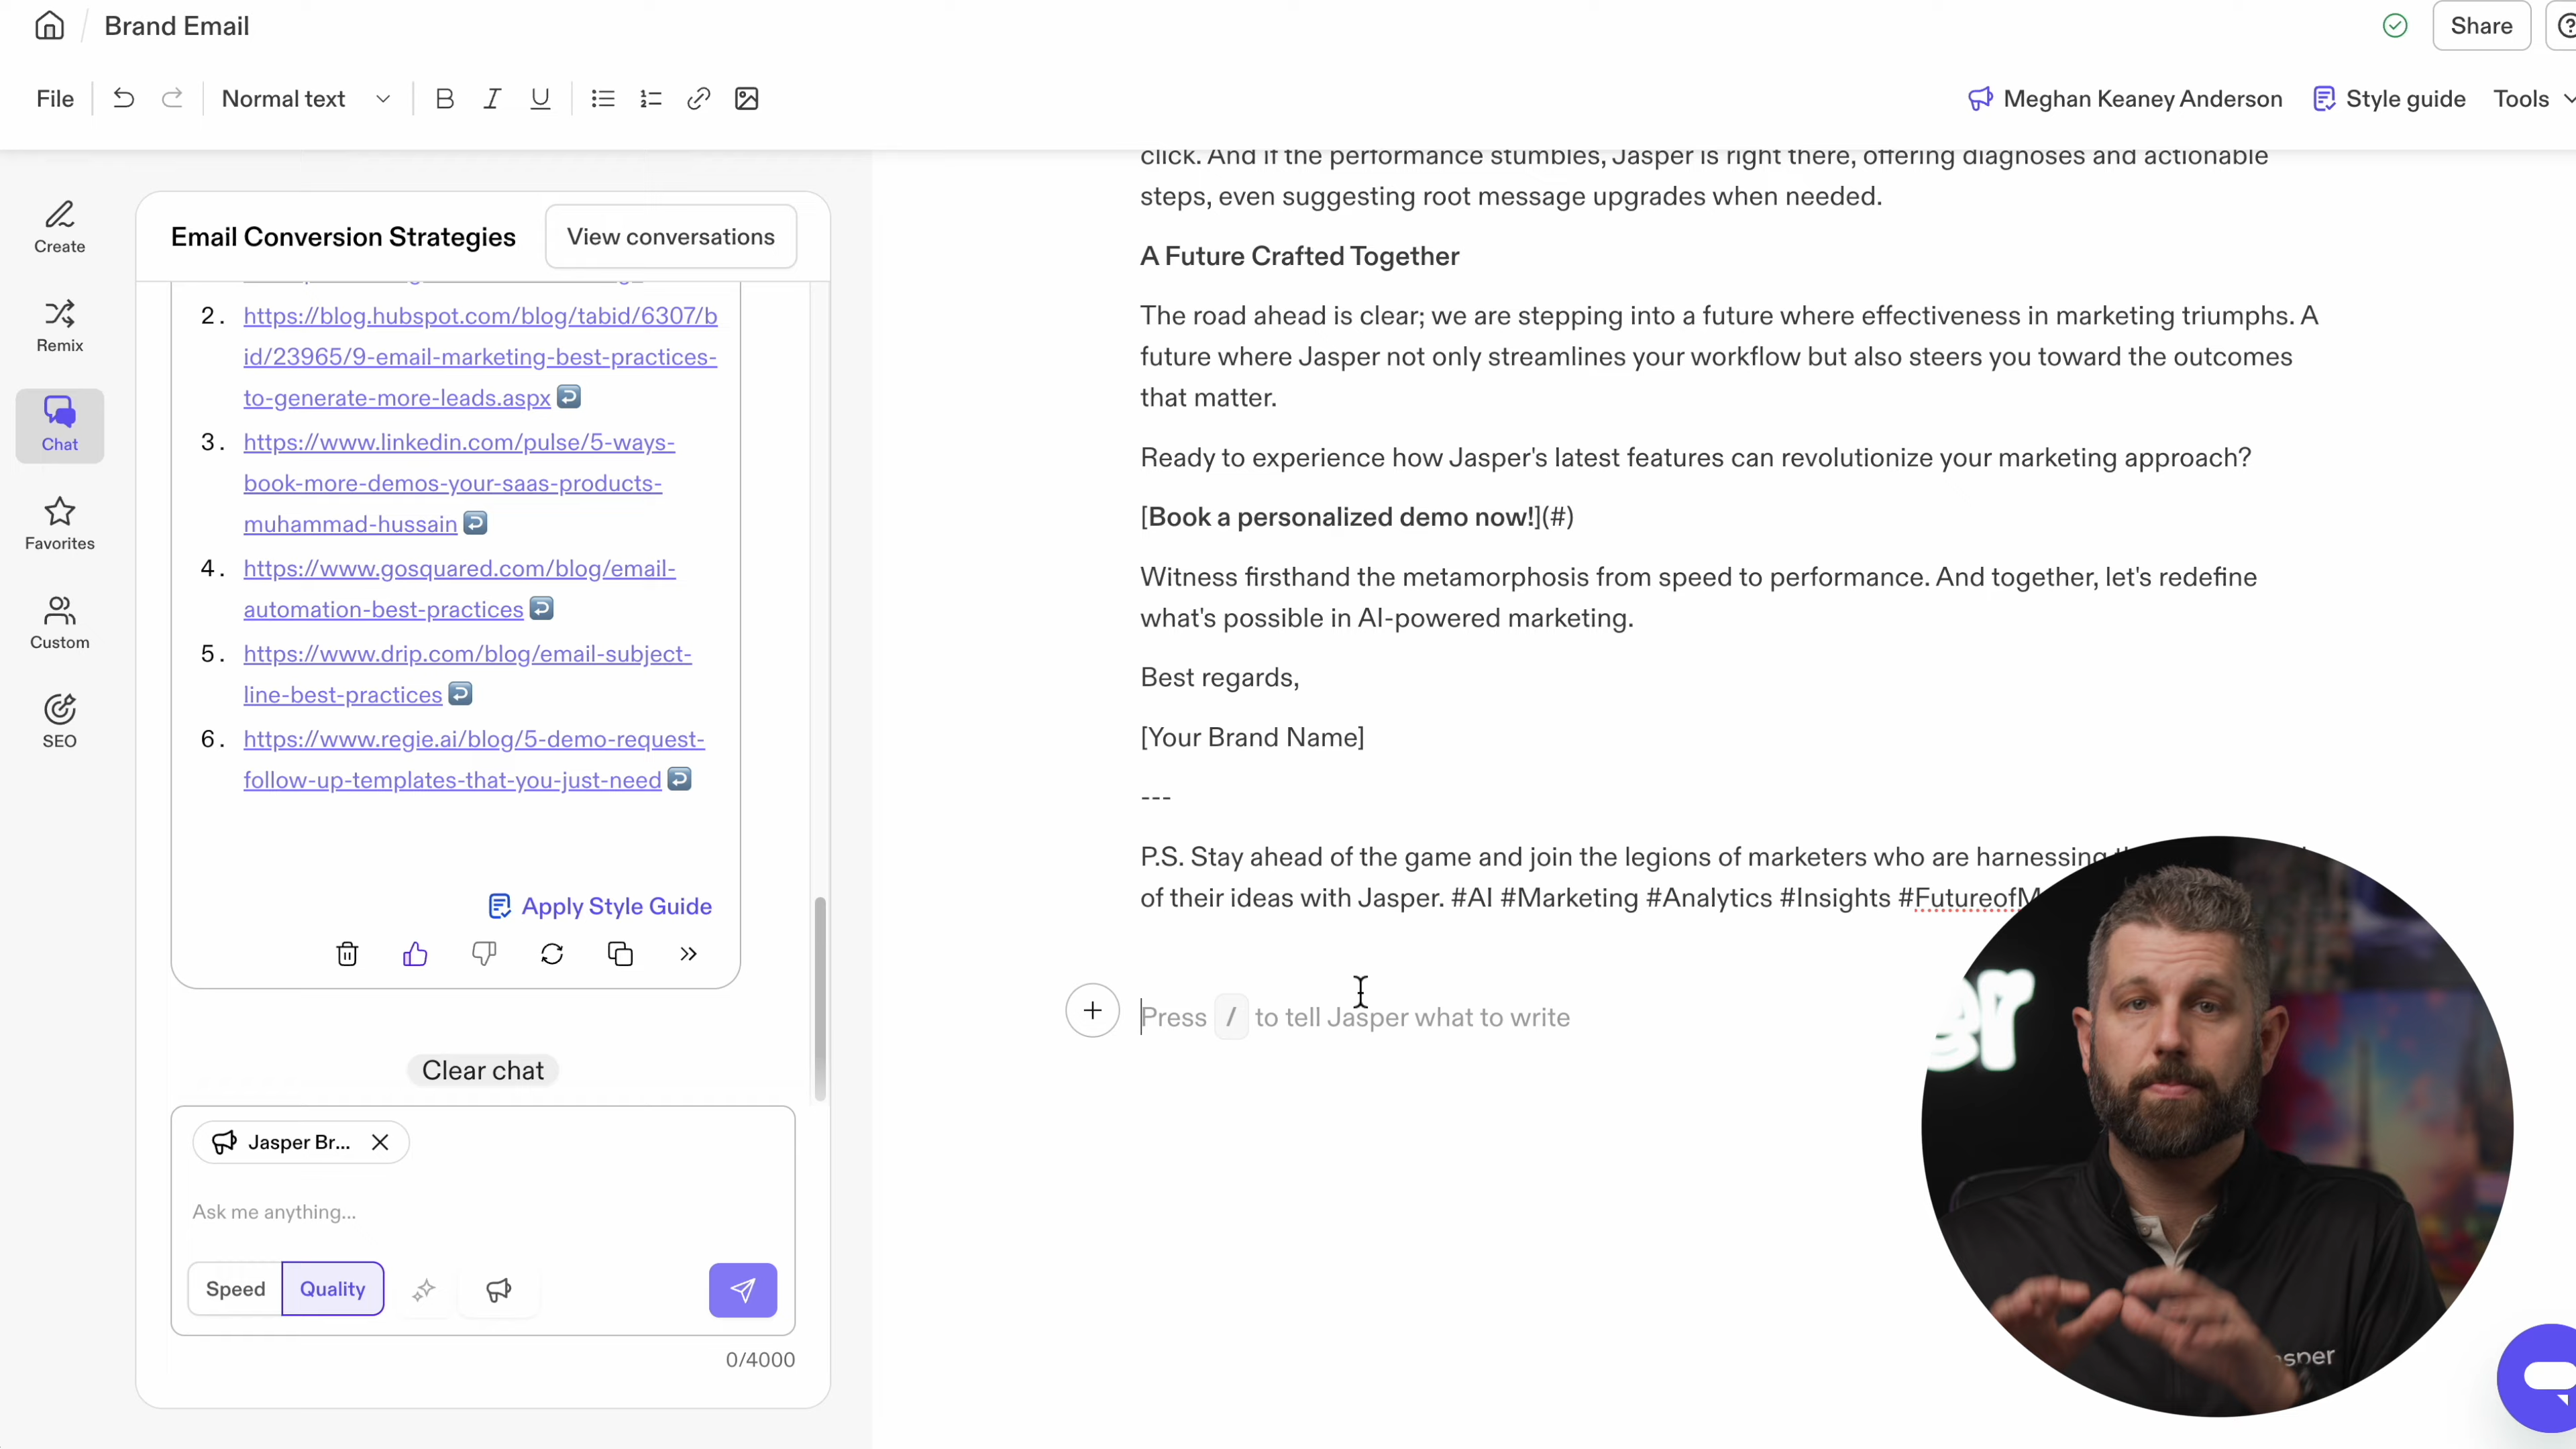 Brand Email
Share
File
Normal text
Meghan Keaney Anderson
Style guide
Tools
Create
Remix
Chat
Favorites
Custom
SEO
Email Conversion Strategies
View conversations
2. https://blog.hubspot.com/blog/tabid/6307/b
id/23965/9-email-marketing-best-practices-
to-generate-more-leads.aspx
3. https://www.linkedin.com/pulse/5-ways-
book-more-demos-your-saas-products-
muhammad-hussain
4. https://www.gosquared.com/blog/email-
automation-best-practices
5. https://www.drip.com/blog/email-subject-
line-best-practices
6. https://www.regie.ai/blog/5-demo-request-
follow-up-templates-that-you-just-need
Apply Style Guide
Clear chat
Jasper Br...
Ask me anything...
Speed
Quality
0/4000
click. And if the performance stumbles, Jasper is right there, offering diagnoses and actionable
steps, even suggesting root message upgrades when needed.
A Future Crafted Together
The road ahead is clear; we are stepping into a future where effectiveness in marketing triumphs. A
future where Jasper not only streamlines your workflow but also steers you toward the outcomes
that matter.
Ready to experience how Jasper's latest features can revolutionize your marketing approach?
[Book a personalized demo now!](#)
Witness firsthand the metamorphosis from speed to performance. And together, let's redefine
what's possible in AI-powered marketing.
Best regards,
[Your Brand Name]
---
P.S. Stay ahead of the game and join the legions of marketers who are harnessing
of their ideas with Jasper. #AI #Marketing #Analytics #Insights #FutureofM
Press / to tell Jasper what to write
er
asper